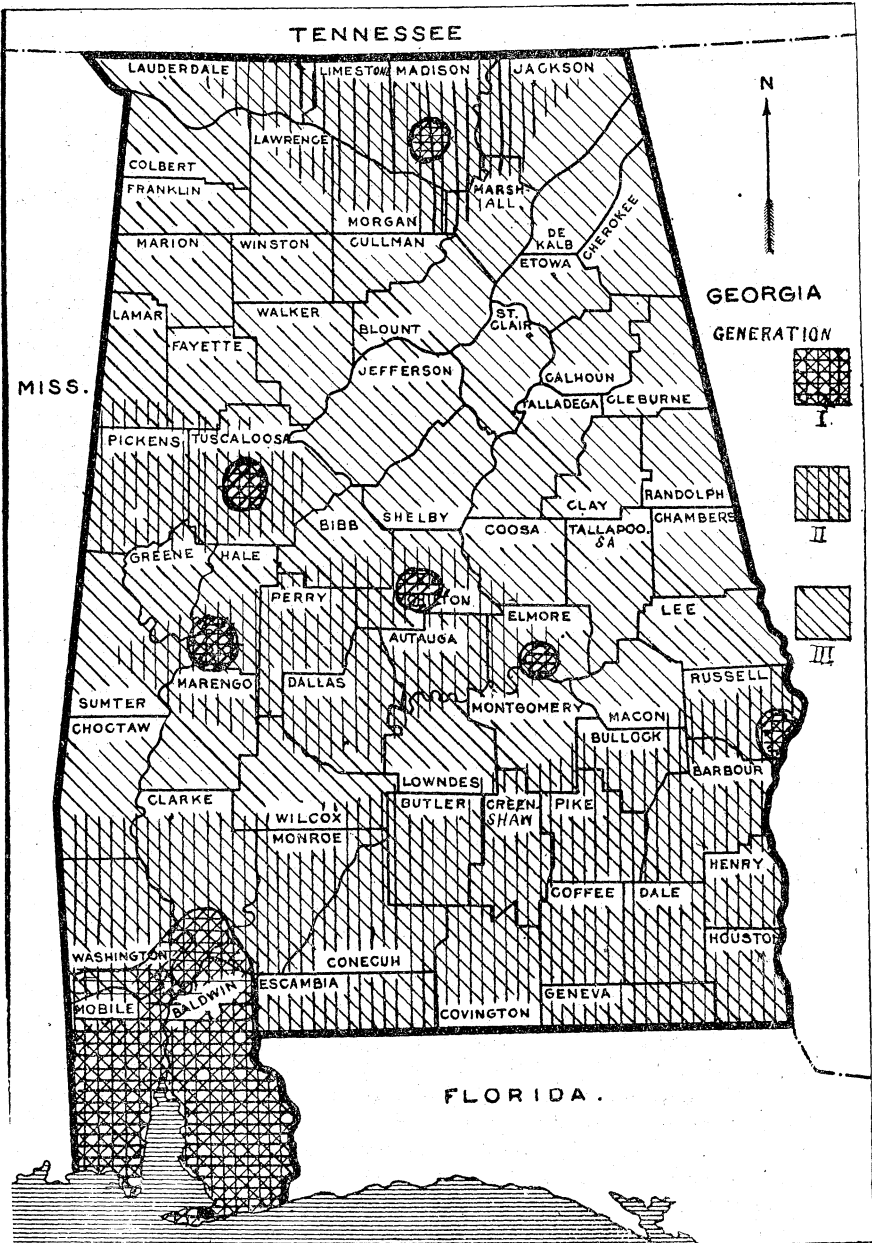 TENNESSEE
LAUDERDALE
LIMESTONE
MADISON
JACKSON
N
LAWRENCE
COLBERT
FRANKLIN
MARSH-
ALL
MORGAN
CULLMAN
DE
KALB
CHEROKEE
MARION
WINSTON
ETOWA
GEORGIA
GENERATION
LAMAR
WALKER
BLOUNT
ST.
CLAIR
FAYETTE
JEFFERSON
CALHOUN
MISS.
TALLADEGA
CLEBURNE
I
PICKENS
TUSCALOOSA
BIBB
SHELBY
CLAY
RANDOLPH
COOSA
TALLAPOO-
SA
CHAMBERS
II
GREENE
HALE
PERRY
TON
ELMORE
LEE
AUTAUGA
III
MARENGO
DALLAS
RUSSELL
SUMTER
CHOCTAW
MONTGOMERY
MACON
BULLOCK
BARBOUR
LOWNDES
CLARKE
BUTLER
CREEN-
SHAW
PIKE
WILCOX
MONROE
HENRY
COFFEE
DALE
WASHINGTON
CONECUH
HOUSTON
ESCAMBIA
MOBILE
BALDWIN
GENEVA
COVINGTON
FLORIDA.